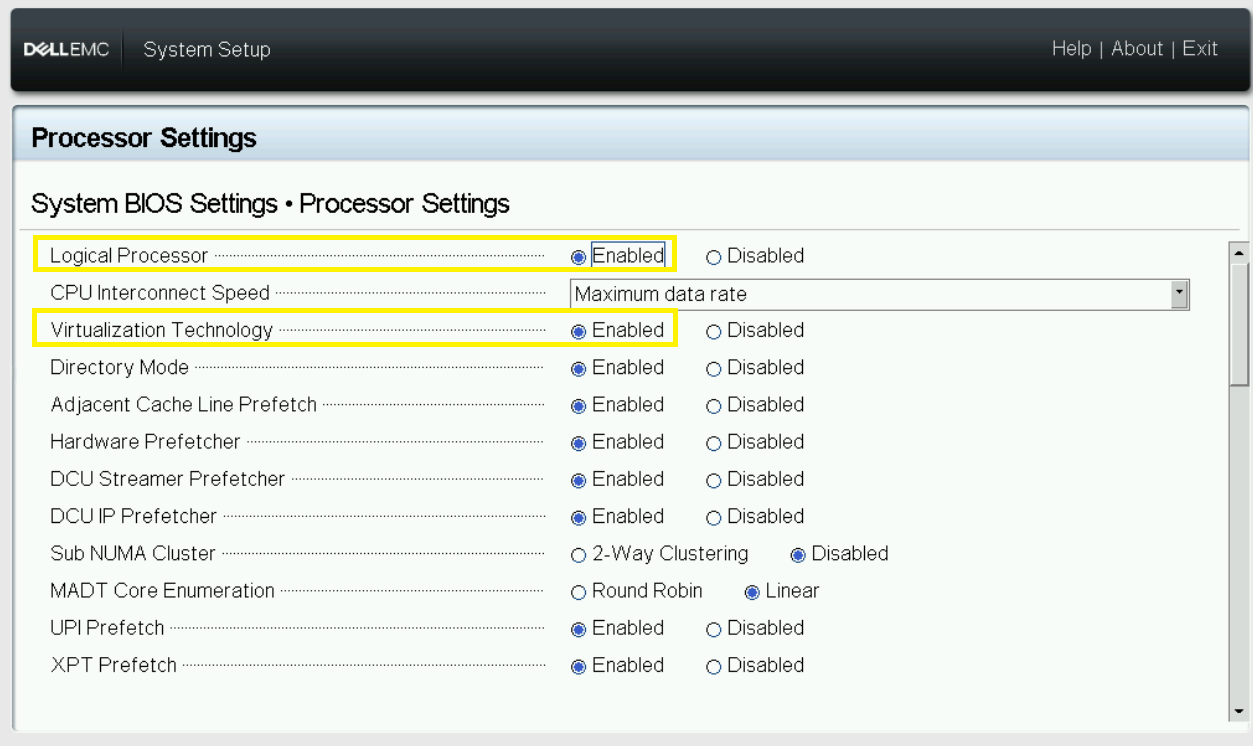 DELLEMC System Setup Help | About | Exit
Processor Settings
System BIOS Settings • Processor Settings
Logical Processor Enabled Disabled
CPU Interconnect Speed Maximum data rate
Virtualization Technology Enabled Disabled
Directory Mode Enabled Disabled
Adjacent Cache Line Prefetch Enabled Disabled
Hardware Prefetcher Enabled Disabled
DCU Streamer Prefetcher Enabled Disabled
DCU IP Prefetcher Enabled Disabled
Sub NUMA Cluster 2-Way Clustering Disabled
MADT Core Enumeration Round Robin Linear
UPI Prefetch Enabled Disabled
XPT Prefetch Enabled Disabled